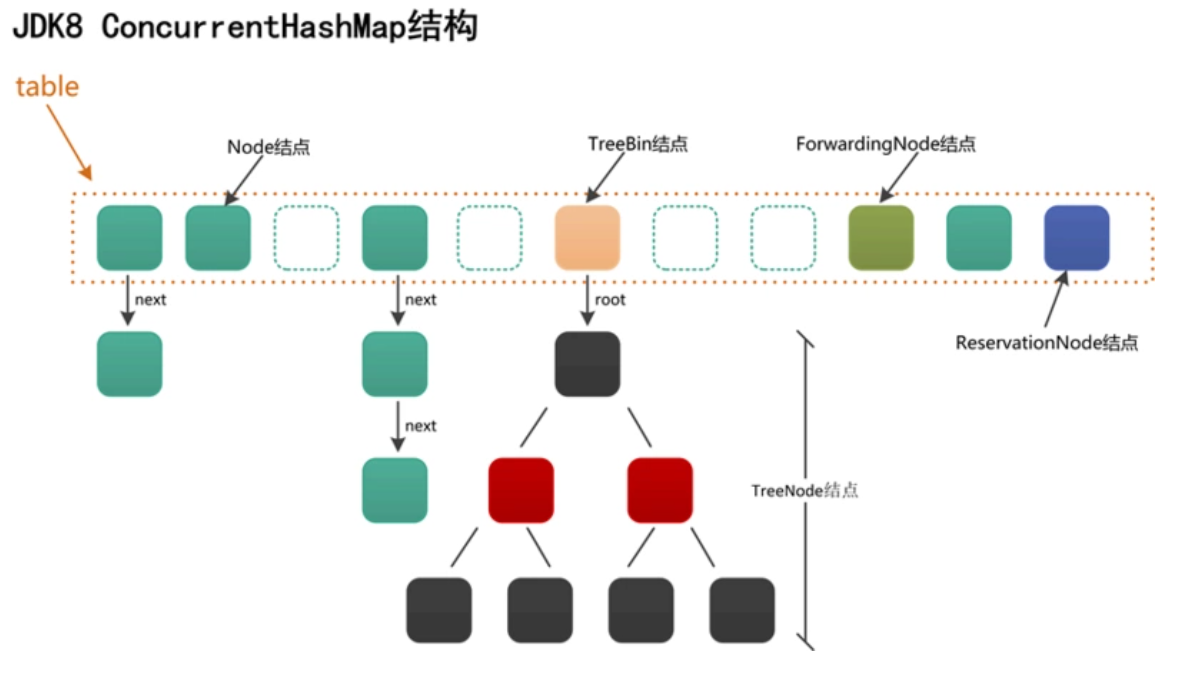 JDK8 ConcurrentHashMap结构
table
Node结点
TreeBin结点
ForwardingNode结点
next
next
root
ReservationNode结点
next
TreeNode结点